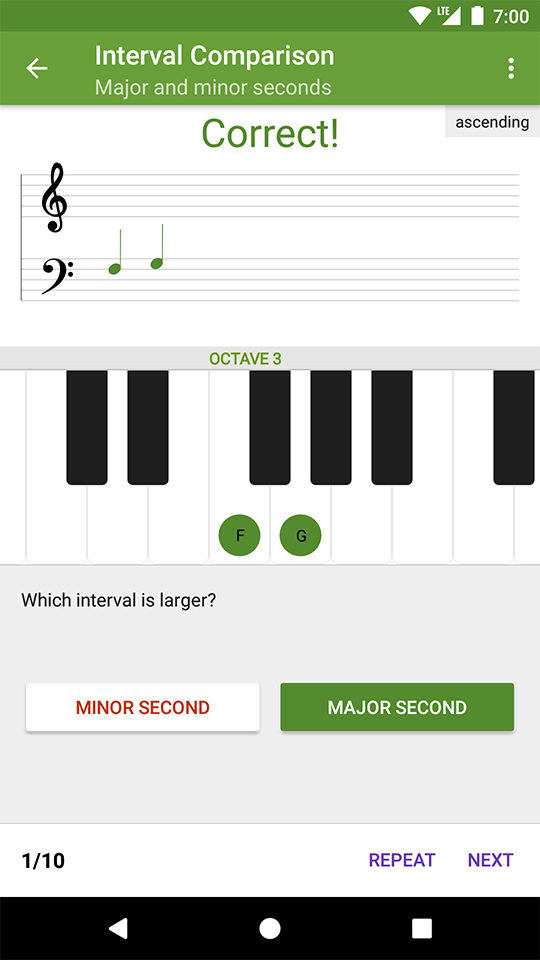 LTE 7:00
Interval Comparison
Major and minor seconds
ascending
Correct!
OCTAVE 3
F G
Which interval is larger?
MINOR SECOND MAJOR SECOND
1/10 REPEAT NEXT